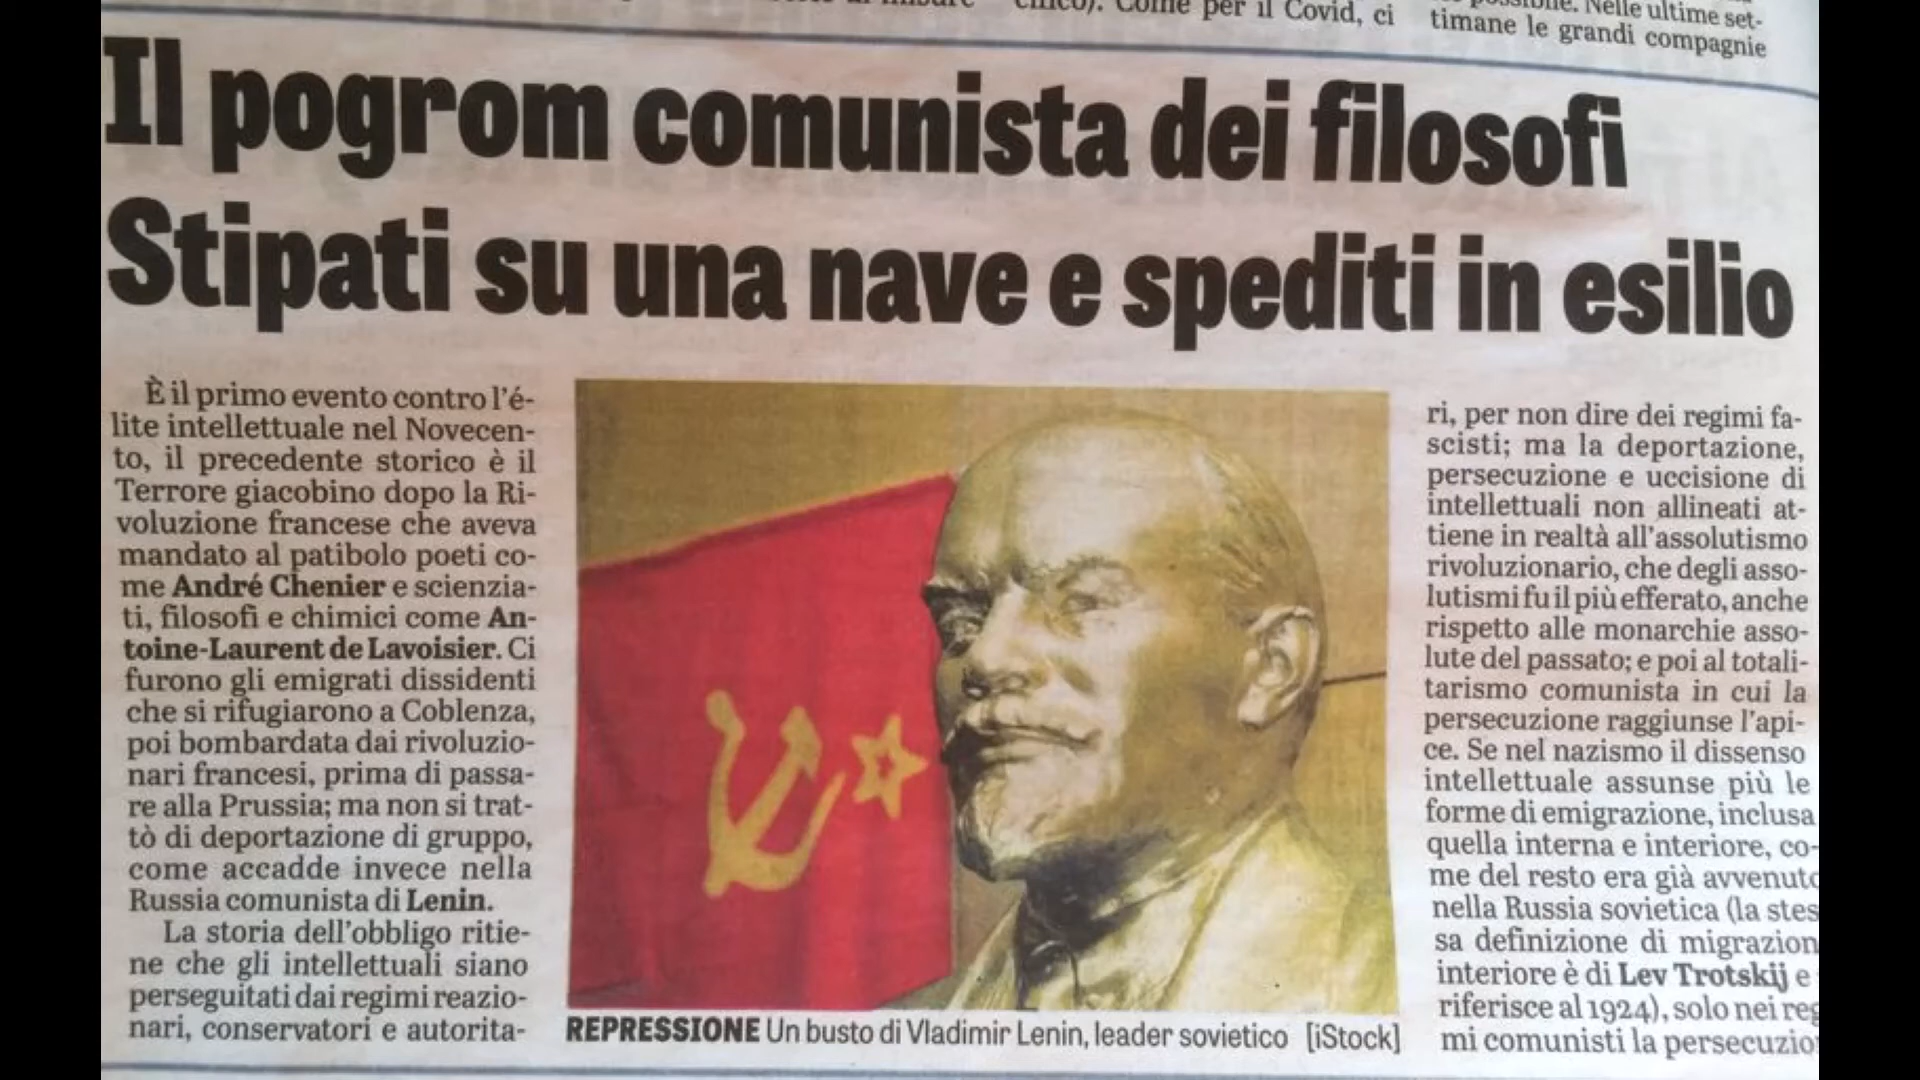 misure
chico). Come per il Covid, ci
possibile. Nelle ultime set-
timane le grandi compagnie
Il pogrom comunista dei filosofi
Stipati su una nave e spediti in esilio
È il primo evento contro l'é-
lite intellettuale nel Novecen-
to, il precedente storico è il
Terrore giacobino dopo la Ri-
voluzione francese che aveva
mandato al patibolo poeti co-
me André Chenier e scienzia-
ti, filosofi e chimici come An-
toine-Laurent de Lavoisier. Ci
furono gli emigrati dissidenti
che si rifugiarono a Coblenza,
poi bombardata dai rivoluzio-
nari francesi, prima di passa-
re alla Prussia; ma non si trat-
tò di deportazione di gruppo,
come accadde invece nella
Russia comunista di Lenin.
La storia dell'obbligo ritie-
ne che gli intellettuali siano
perseguitati dai regimi reazio-
nari, conservatori e autorita-
REPRESSIONE Un busto di Vladimir Lenin, leader sovietico [iStock]
ri, per non dire dei regimi fa-
scisti; ma la deportazione,
persecuzione e uccisione di
intellettuali non allineati at-
tiene in realtà all'assolutismo
rivoluzionario, che degli asso-
lutismi fu il più efferato, anche
rispetto alle monarchie asso-
lute del passato; e poi al totali-
tarismo comunista in cui la
persecuzione raggiunse l'api-
ce. Se nel nazismo il dissenso
intellettuale assunse più le
forme di emigrazione, inclusa
quella interna e interiore, co-
me del resto era già avvenuto
nella Russia sovietica (la stes
sa definizione di migrazion
interiore è di Lev Trotskij e
riferisce al 1924), solo nei reg
mi comunisti la persecuzio